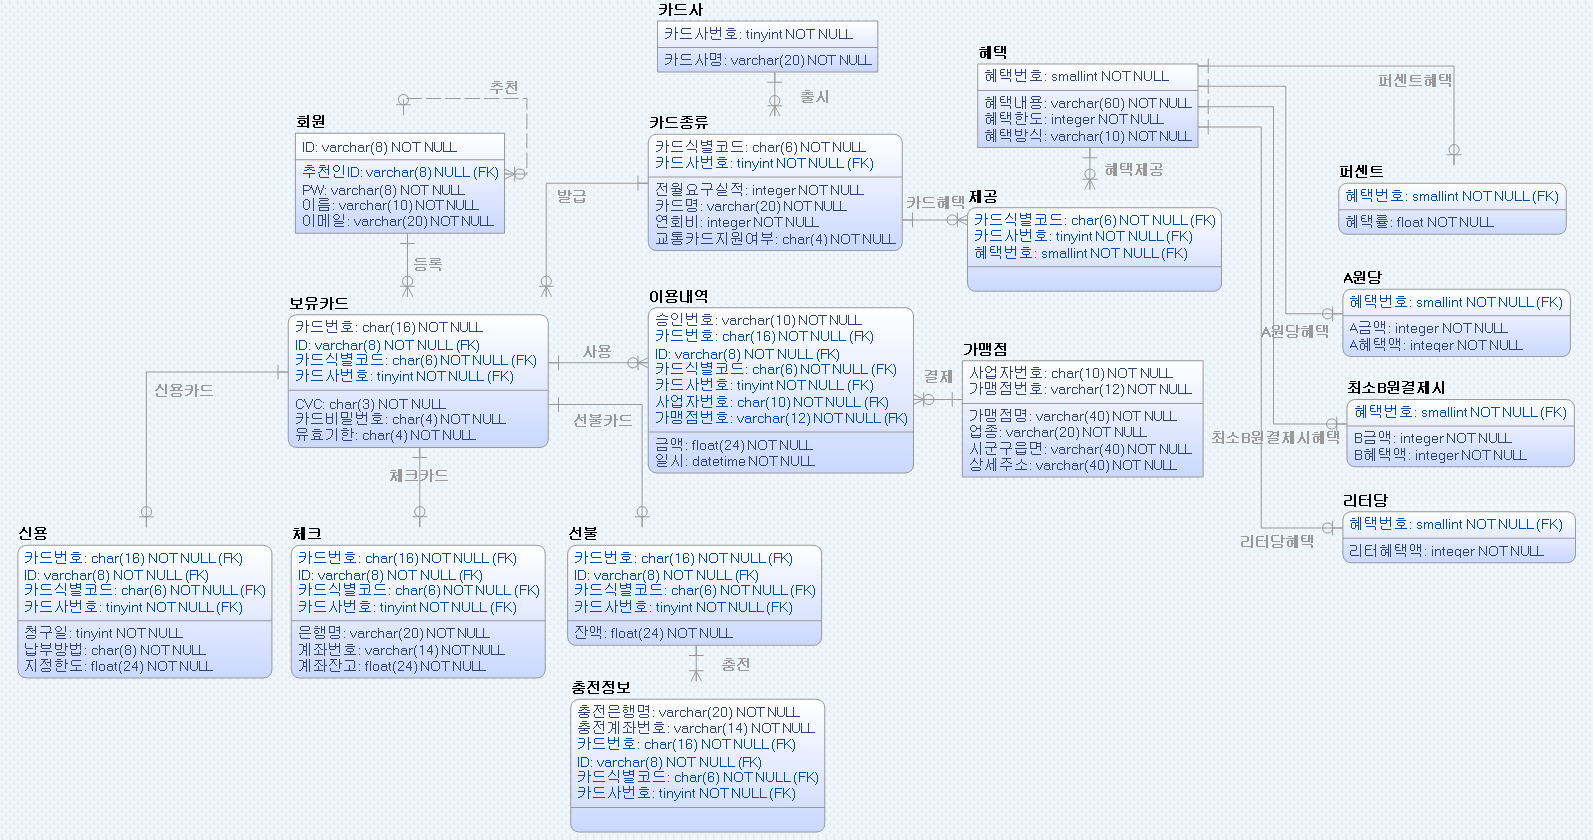 카드사
카드사번호: tinyint NOT NULL
카드사명: varchar(20) NOT NULL
출시
추천
회원
ID: varchar(8) NOT NULL
추천인ID: varchar(8) NULL (FK)
PW: varchar(8) NOT NULL
이름: varchar(10) NOT NULL
이메일: varchar(20) NOT NULL
등록
발급
카드종류
카드식별코드: char(6) NOT NULL
카드사번호: tinyint NOT NULL (FK)
전월요구실적: integer NOT NULL
카드명: varchar(20) NOT NULL
연회비: integer NOT NULL
교통카드지원여부: char(4) NOT NULL
카드혜택
혜택
혜택번호: smallint NOT NULL
혜택내용: varchar(60) NOT NULL
혜택한도: integer NOT NULL
혜택방식: varchar(10) NOT NULL
혜택제공
퍼센트혜택
제공
카드식별코드: char(6) NOT NULL (FK)
카드사번호: tinyint NOT NULL (FK)
혜택번호: smallint NOT NULL (FK)
퍼센트
혜택번호: smallint NOT NULL (FK)
혜택률: float NOT NULL
A원당
혜택번호: smallint NOT NULL (FK)
A금액: integer NOT NULL
A혜택액: integer NOT NULL
A원당혜택
최소B원결제시
혜택번호: smallint NOT NULL (FK)
B금액: integer NOT NULL
B혜택액: integer NOT NULL
최소B원결제시혜택
리터당
혜택번호: smallint NOT NULL (FK)
리터혜택액: integer NOT NULL
리터당혜택
보유카드
카드번호: char(16) NOT NULL
ID: varchar(8) NOT NULL (FK)
카드식별코드: char(6) NOT NULL (FK)
카드사번호: tinyint NOT NULL (FK)
CVC: char(3) NOT NULL
카드비밀번호: char(4) NOT NULL
유효기한: char(4) NOT NULL
사용
이용내역
승인번호: varchar(10) NOT NULL
카드번호: char(16) NOT NULL (FK)
ID: varchar(8) NOT NULL (FK)
카드식별코드: char(6) NOT NULL (FK)
카드사번호: tinyint NOT NULL (FK)
사업자번호: char(10) NOT NULL (FK)
가맹점번호: varchar(12) NOT NULL (FK)
금액: float(24) NOT NULL
일시: datetime NOT NULL
결제
가맹점
사업자번호: char(10) NOT NULL
가맹점번호: varchar(12) NOT NULL
가맹점명: varchar(40) NOT NULL
업종: varchar(20) NOT NULL
시군구읍면: varchar(40) NOT NULL
상세주소: varchar(40) NOT NULL
신용카드
체크카드
선불카드
신용
카드번호: char(16) NOT NULL (FK)
ID: varchar(8) NOT NULL (FK)
카드식별코드: char(6) NOT NULL (FK)
카드사번호: tinyint NOT NULL (FK)
청구일: tinyint NOT NULL
납부방법: char(8) NOT NULL
지정한도: float(24) NOT NULL
체크
카드번호: char(16) NOT NULL (FK)
ID: varchar(8) NOT NULL (FK)
카드식별코드: char(6) NOT NULL (FK)
카드사번호: tinyint NOT NULL (FK)
은행명: varchar(20) NOT NULL
계좌번호: varchar(14) NOT NULL
계좌잔고: float(24) NOT NULL
선불
카드번호: char(16) NOT NULL (FK)
ID: varchar(8) NOT NULL (FK)
카드식별코드: char(6) NOT NULL (FK)
카드사번호: tinyint NOT NULL (FK)
잔액: float(24) NOT NULL
충전
충전정보
충전은행명: varchar(20) NOT NULL
충전계좌번호: varchar(14) NOT NULL
카드번호: char(16) NOT NULL (FK)
ID: varchar(8) NOT NULL (FK)
카드식별코드: char(6) NOT NULL (FK)
카드사번호: tinyint NOT NULL (FK)